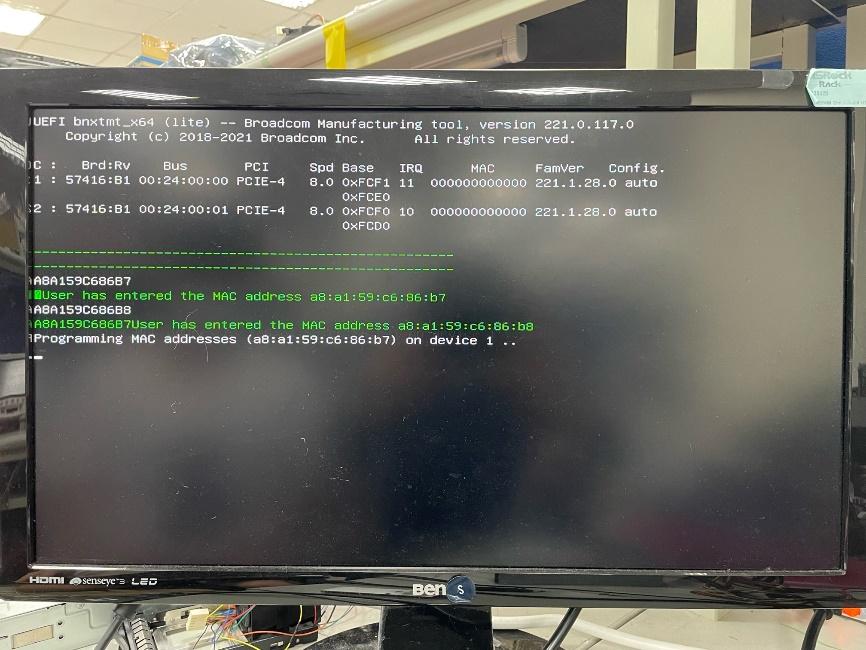 ASRock
Rack
UEFI bnxtmt_x64 (lite) -- Broadcom Manufacturing tool, version 221.0.117.0
Copyright (c) 2018-2021 Broadcom Inc. All rights reserved.
C : Brd:Rv Bus PCI Spd Base IRQ MAC FamVer Config.
1 : 57416:B1 00:24:00:00 PCIE-4 8.0 0xFCF1 11 000000000000 221.1.28.0 auto
0xFCE0
2 : 57416:B1 00:24:00:01 PCIE-4 8.0 0xFCF0 10 000000000000 221.1.28.0 auto
0xFCD0
--------------------------------------------------------
--------------------------------------------------------
A8A159C686B7
User has entered the MAC address a8:a1:59:c6:86:b7
A8A159C686B8
A8A159C686B7User has entered the MAC address a8:a1:59:c6:86:b8
Programming MAC addresses (a8:a1:59:c6:86:b7) on device 1 ..
HDMI senseye 3 LED
BenQ S